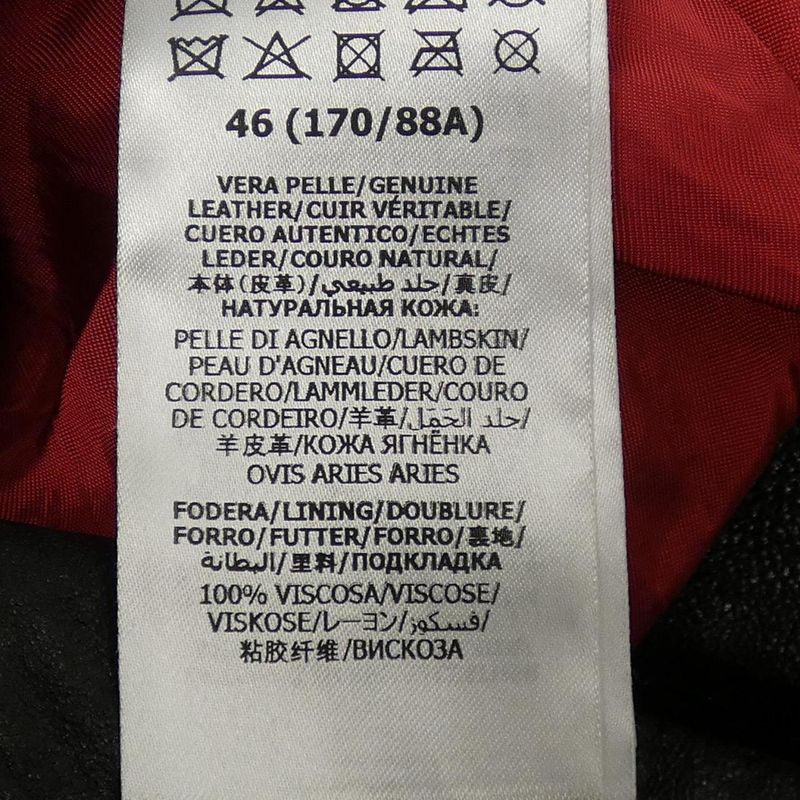 46 (170/88A)
VERA PELLE/GENUINE
LEATHER/CUIR VÉRITABLE/
CUERO AUTENTICO/ECHTES
LEDER/COURO NATURAL/
本体(皮革)/جلد طبيعي/真皮/
НАТУРАЛЬНАЯ КОЖА:
PELLE DI AGNELLO/LAMBSKIN/
PEAU D'AGNEAU/CUERO DE
CORDERO/LAMMLEDER/COURO
DE CORDEIRO/羊革/جلد الحَمَل/
羊皮革/КОЖА ЯГНЁНКА
OVIS ARIES ARIES
FODERA/LINING/DOUBLURE/
FORRO/FUTTER/FORRO/裏地/
البطانة/里料/ПОДКЛАДКА
100% VISCOSA/VISCOSE/
VISKOSE/レーヨン/فسكوز/
粘胶纤维/ВИСКОЗА